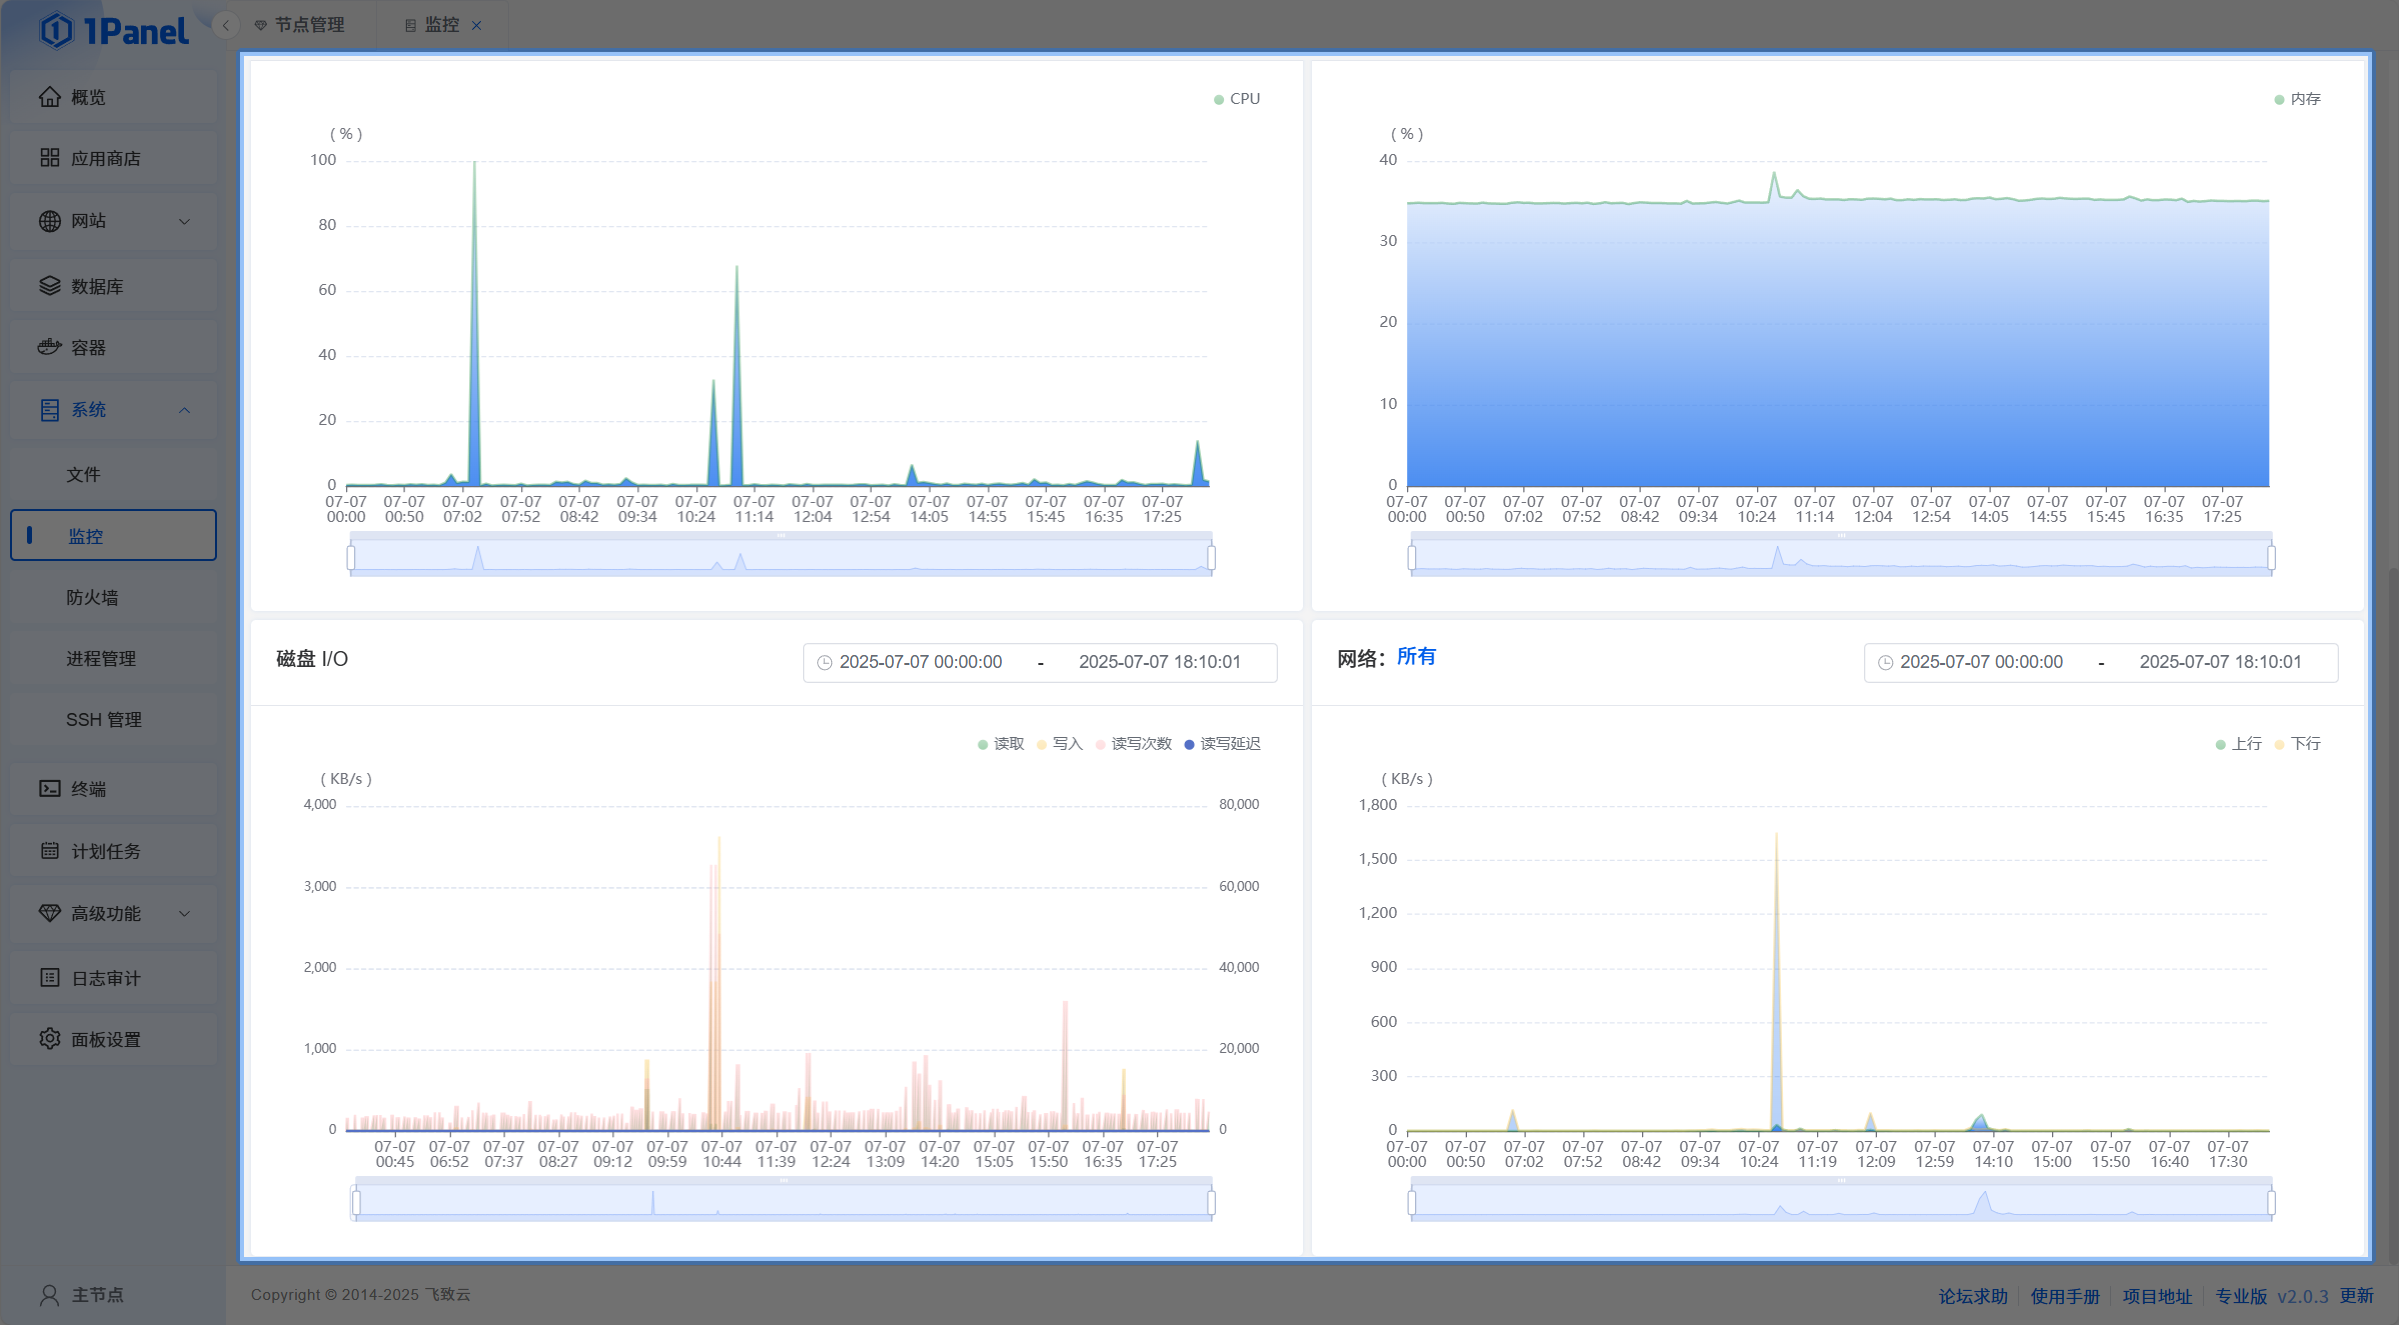 1Panel
节点管理
监控
概览
应用商店
网站
数据库
容器
系统
文件
监控
防火墙
进程管理
SSH 管理
终端
计划任务
高级功能
日志审计
面板设置
主节点
CPU
( % )
100
80
60
40
20
0
07-07 07-07 07-07 07-07 07-07 07-07 07-07 07-07 07-07 07-07 07-07 07-07 07-07 07-07 07-07
00:00 00:50 07:02 07:52 08:42 09:34 10:24 11:14 12:04 12:54 14:05 14:55 15:45 16:35 17:25
内存
( % )
40
30
20
10
0
07-07 07-07 07-07 07-07 07-07 07-07 07-07 07-07 07-07 07-07 07-07 07-07 07-07 07-07 07-07
00:00 00:50 07:02 07:52 08:42 09:34 10:24 11:14 12:04 12:54 14:05 14:55 15:45 16:35 17:25
磁盘 I/O
2025-07-07 00:00:00 - 2025-07-07 18:10:01
读取 写入 读写次数 读写延迟
( KB/s )
4,000 80,000
3,000 60,000
2,000 40,000
1,000 20,000
0 0
07-07 07-07 07-07 07-07 07-07 07-07 07-07 07-07 07-07 07-07 07-07 07-07 07-07 07-07 07-07
00:45 06:52 07:37 08:27 09:12 09:59 10:44 11:39 12:24 13:09 14:20 15:05 15:50 16:35 17:25
网络： 所有
2025-07-07 00:00:00 - 2025-07-07 18:10:01
上行 下行
( KB/s )
1,800
1,500
1,200
900
600
300
0
07-07 07-07 07-07 07-07 07-07 07-07 07-07 07-07 07-07 07-07 07-07 07-07 07-07 07-07 07-07
00:00 00:50 07:02 07:52 08:42 09:34 10:24 11:19 12:09 12:59 14:10 15:00 15:50 16:40 17:30
Copyright © 2014-2025 飞致云
论坛求助 使用手册 项目地址 专业版 v2.0.3 更新